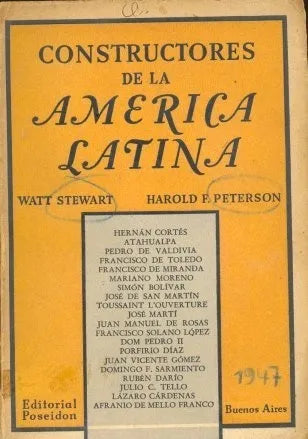 CONSTRUCTORES
DE LA
AMERICA
LATINA
WATT STEWART HAROLD F. PETERSON
HERNÁN CORTÉS
ATAHUALPA
PEDRO DE VALDIVIA
FRANCISCO DE TOLEDO
FRANCISCO DE MIRANDA
MARIANO MORENO
SIMÓN BOLÍVAR
JOSÉ DE SAN MARTÍN
TOUSSAINT L'OUVERTURE
JOSÉ MARTÍ
JUAN MANUEL DE ROSAS
FRANCISCO SOLANO LÓPEZ
DOM PEDRO II
PORFIRIO DÍAZ
JUAN VICENTE GÓMEZ
DOMINGO F. SARMIENTO
RUBÉN DARÍO
JULIO C. TELLO
LÁZARO CÁRDENAS
AFRANIO DE MELLO FRANCO
1947
Editorial
Poseidon
Buenos Aires